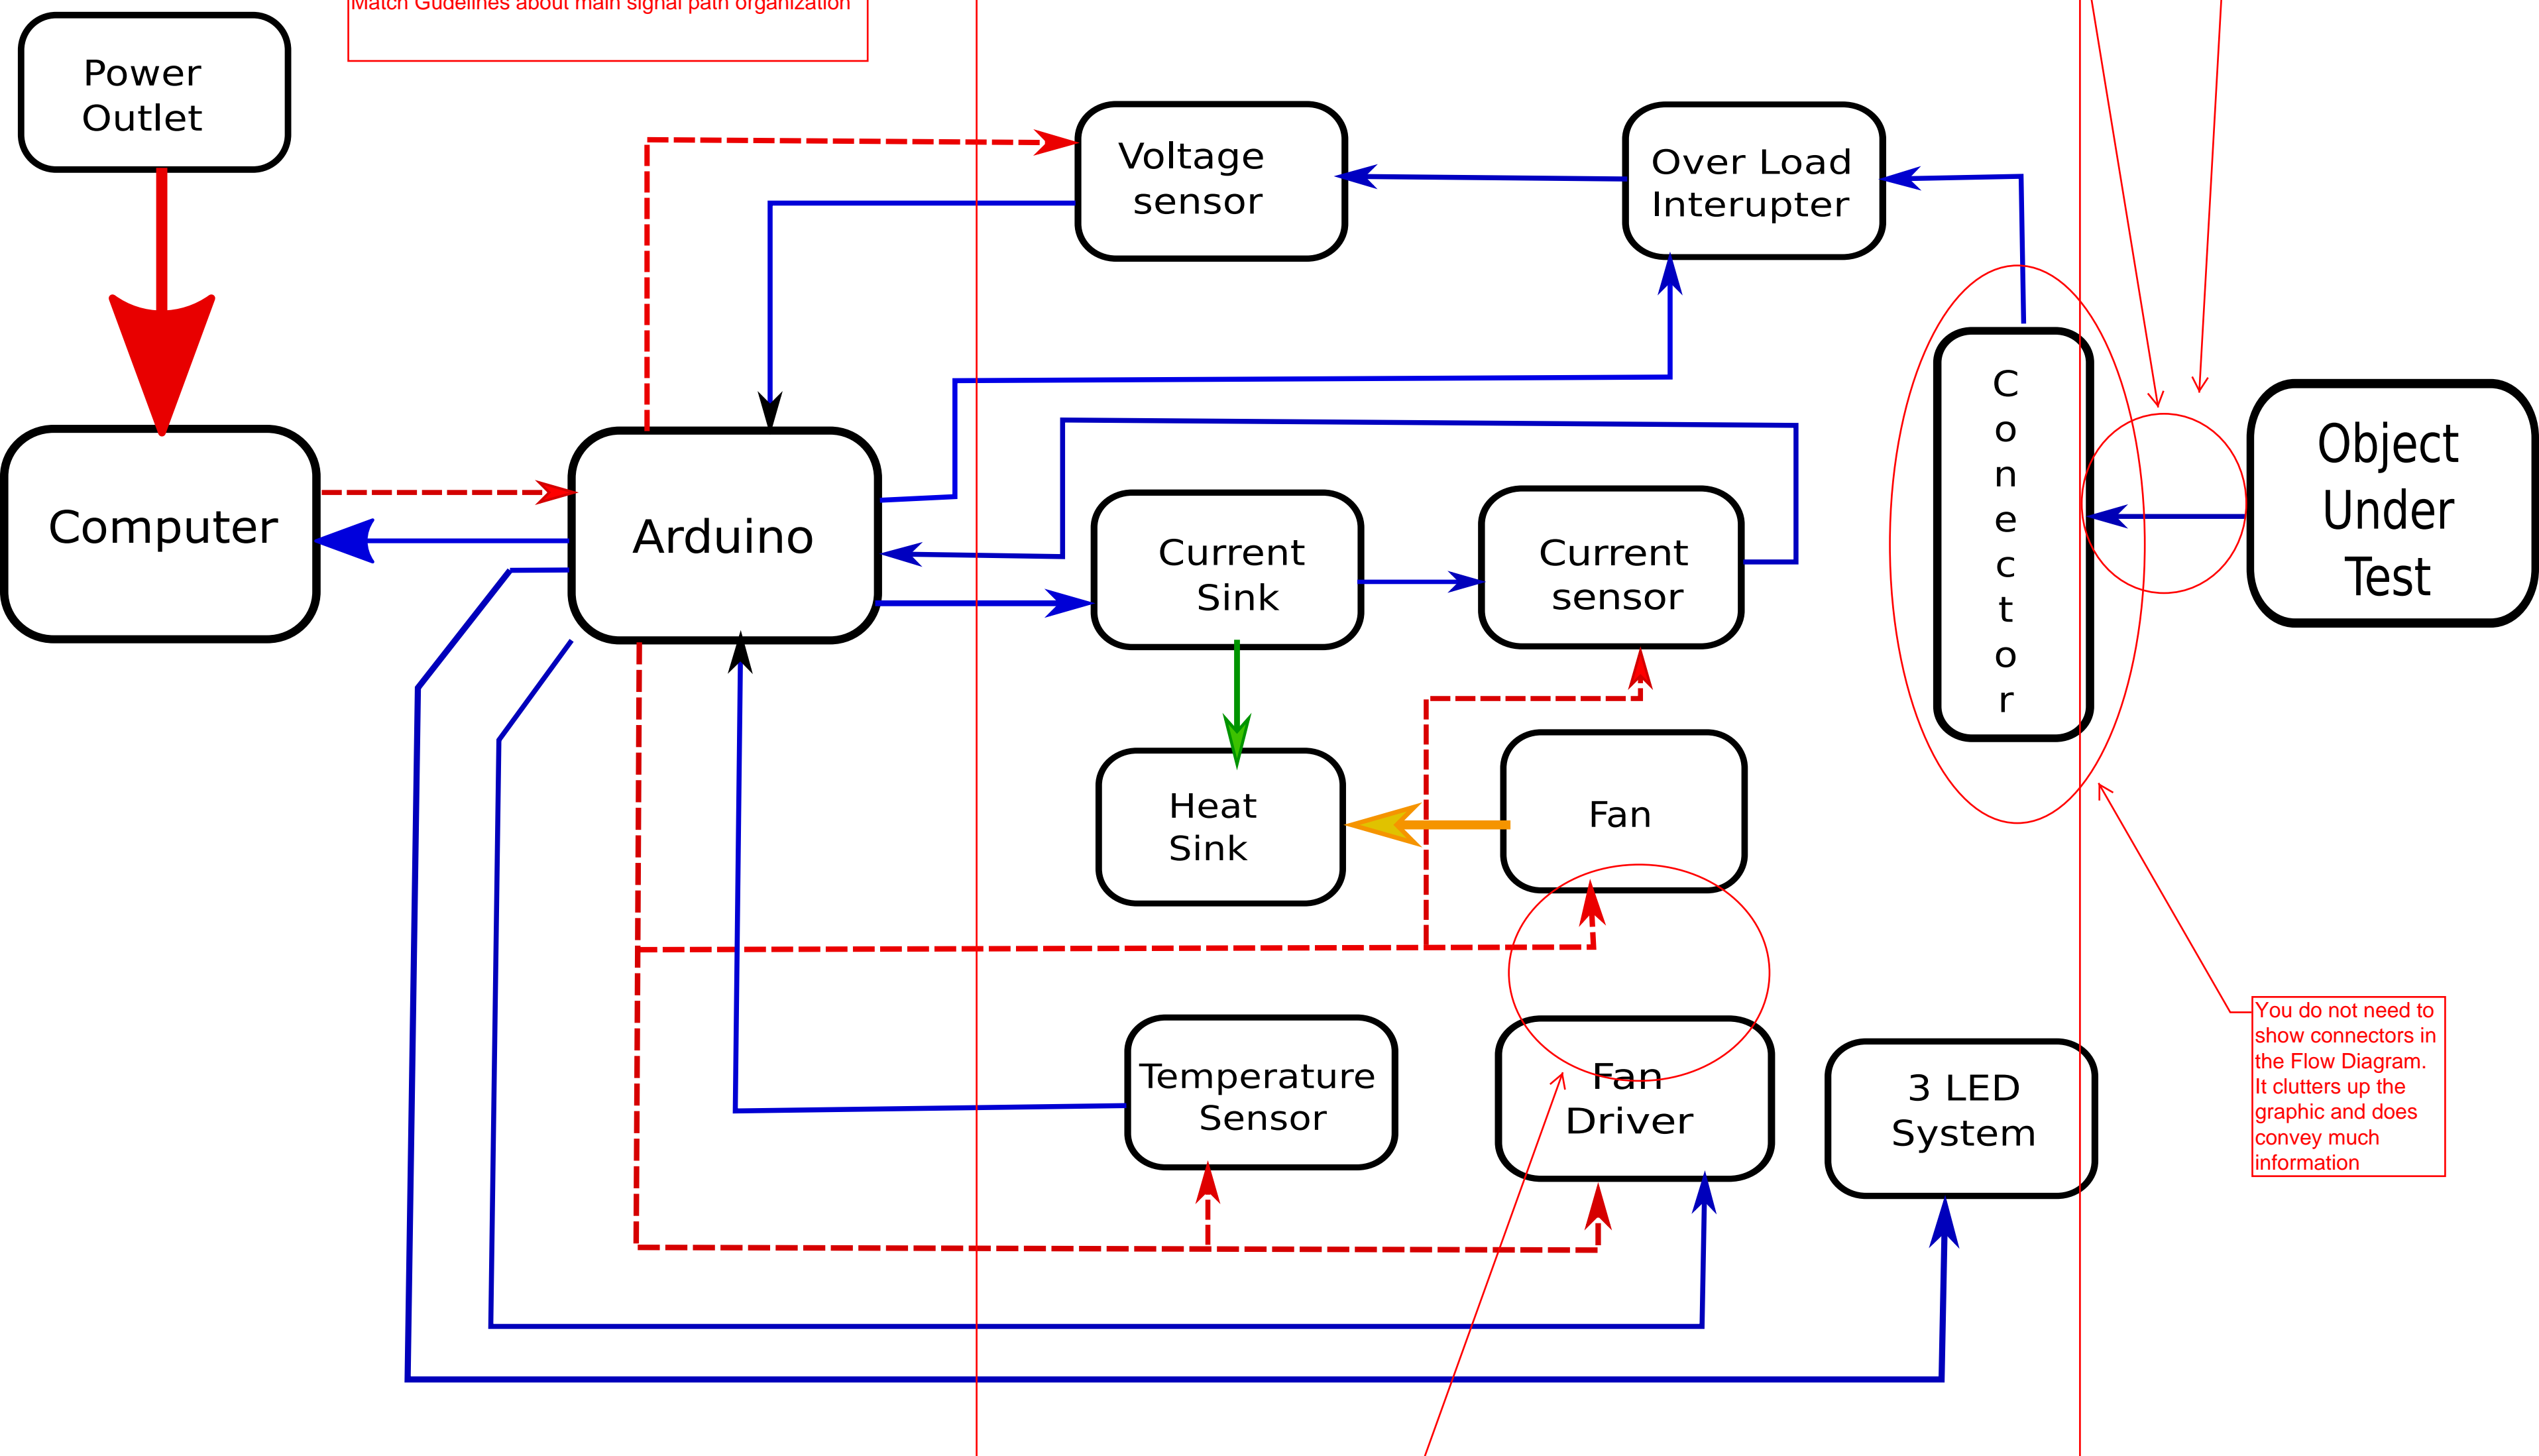 Match Gudelines about main signal path organization
Power
Outlet
Voltage
sensor
Over Load
Interupter
Computer
Arduino
Current
Sink
Current
sensor
C
o
n
e
c
t
o
r
Object
Under
Test
Heat
Sink
Fan
Temperature
Sensor
Fan
Driver
3 LED
System
You do not need to
show connectors in
the Flow Diagram.
It clutters up the
graphic and does
convey much
information